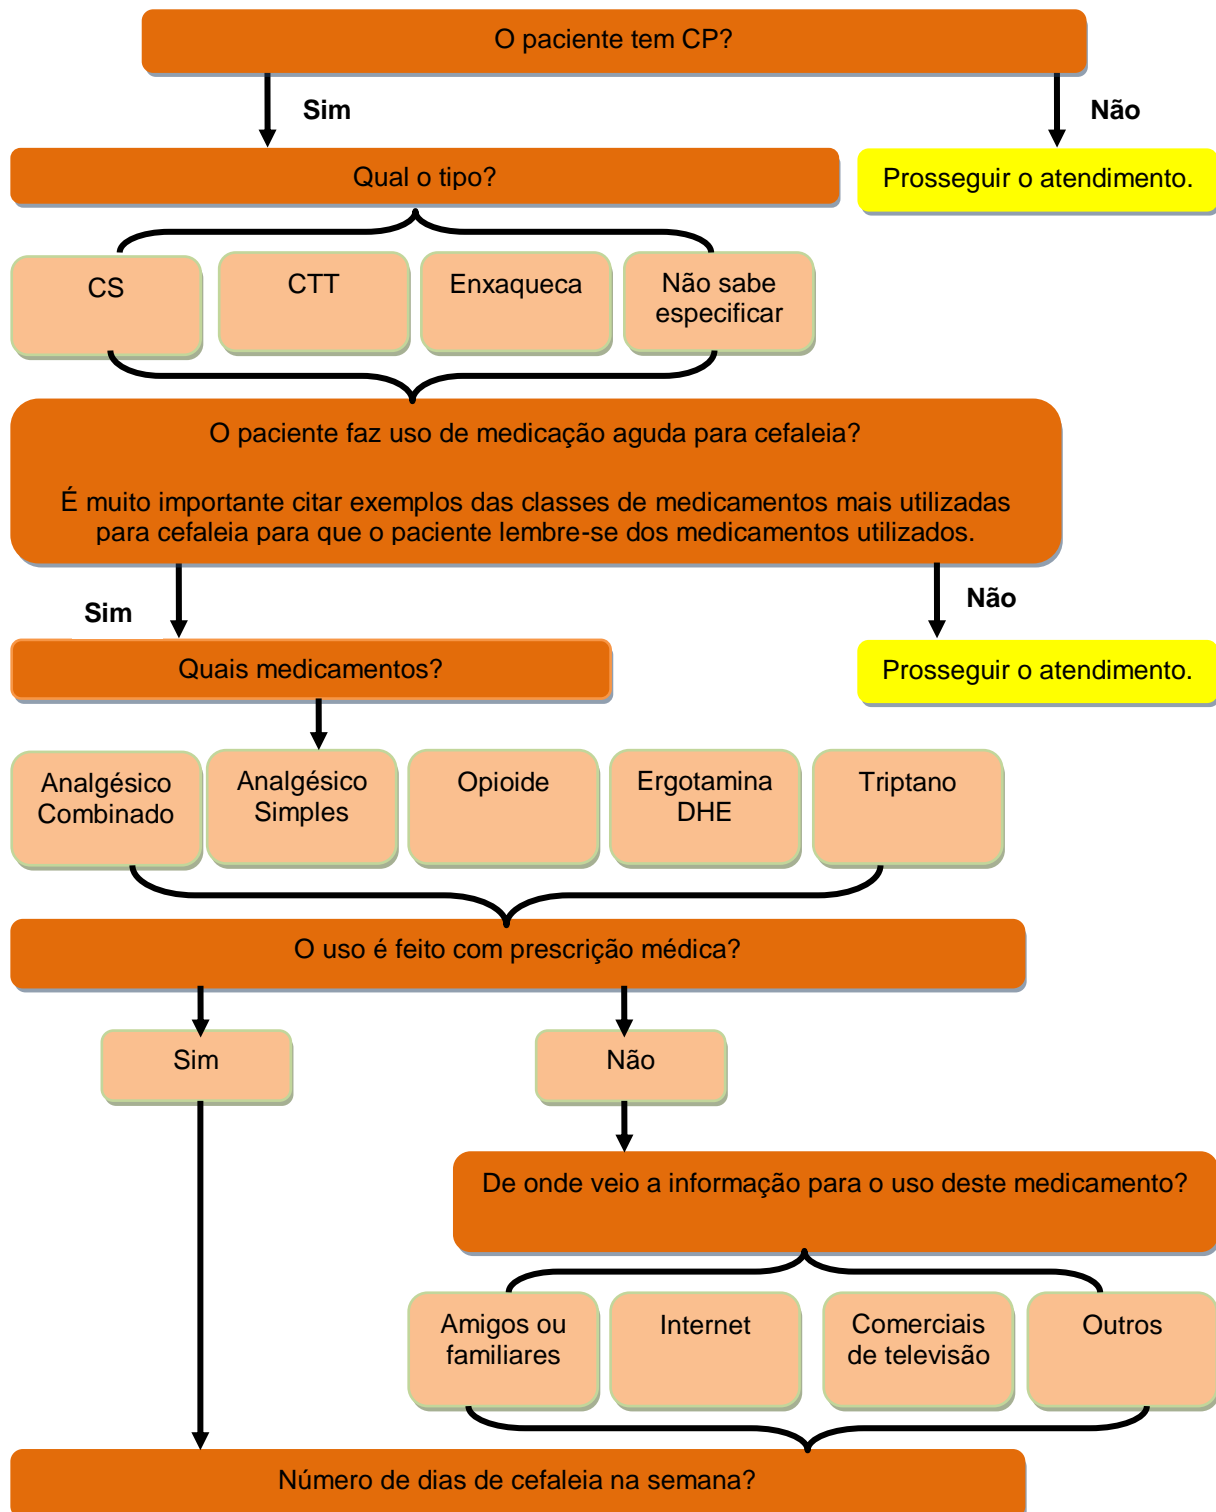 O paciente tem CP?
Sim
Não
Qual o tipo?
Prosseguir o atendimento.
CS
CTT
Enxaqueca
Não sabe
especificar
O paciente faz uso de medicação aguda para cefaleia?
É muito importante citar exemplos das classes de medicamentos mais utilizadas
para cefaleia para que o paciente lembre-se dos medicamentos utilizados.
Sim
Não
Quais medicamentos?
Prosseguir o atendimento.
Analgésico
Combinado
Analgésico
Simples
Opioide
Ergotamina
DHE
Triptano
O uso é feito com prescrição médica?
Sim
Não
De onde veio a informação para o uso deste medicamento?
Amigos ou
familiares
Internet
Comerciais
de televisão
Outros
Número de dias de cefaleia na semana?